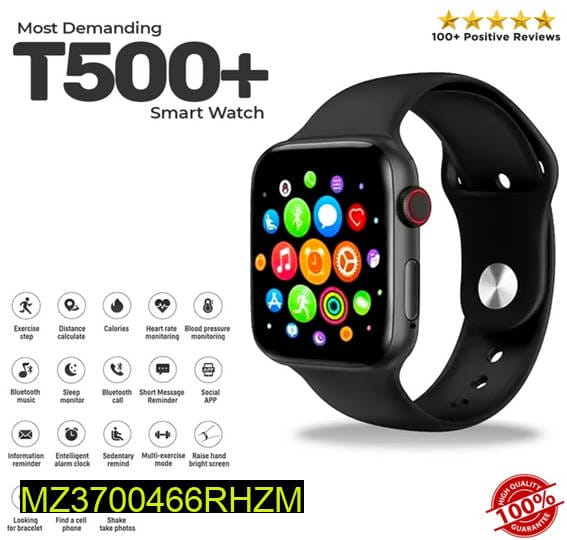 Most Demanding
T500+
Smart Watch
100+ Positive Reviews
Exercise step
Distance calculate
Calories
Heart rate monitoring
Blood pressure monitoring
Bluetooth music
Sleep monitor
Bluetooth call
Short Message Reminder
Social APP
APP
Information reminder
Entelligent alarm clock
Sedentary remind
Multi-exercise mode
Raise hand bright screen
MZ3700466RHZM
Looking for bracelet
Find a cell phone
Shake take photos
HIGH QUALITY
100%
GUARANTEE